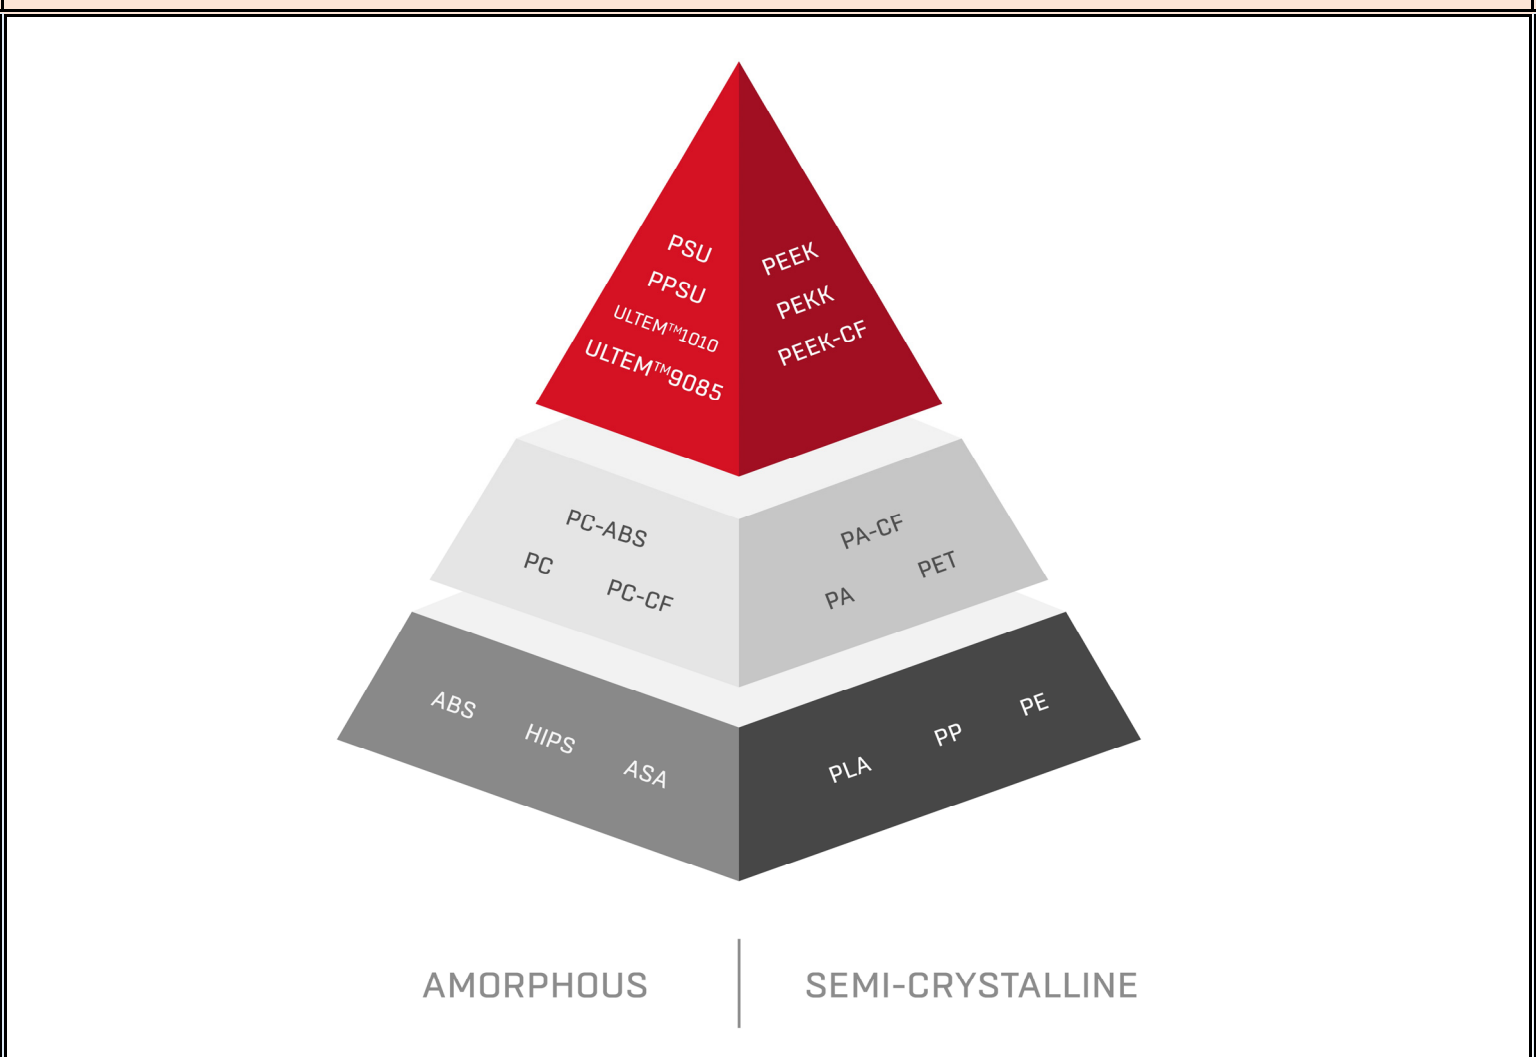 PSU
PPSU
ULTEM™1010
ULTEM™9085
PEEK
PEKK
PEEK-CF
PC-ABS
PC
PC-CF
PA-CF
PET
PA
ABS
HIPS
ASA
PLA
PP
PE
AMORPHOUS
SEMI-CRYSTALLINE